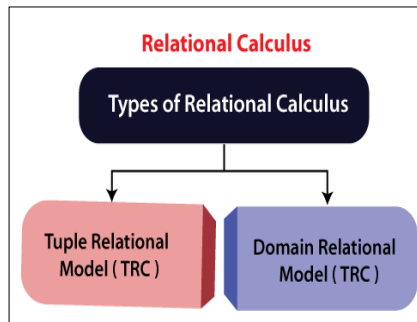 Relational Calculus
Types of Relational Calculus
Tuple Relational
Model ( TRC )
Domain Relational
Model ( TRC )